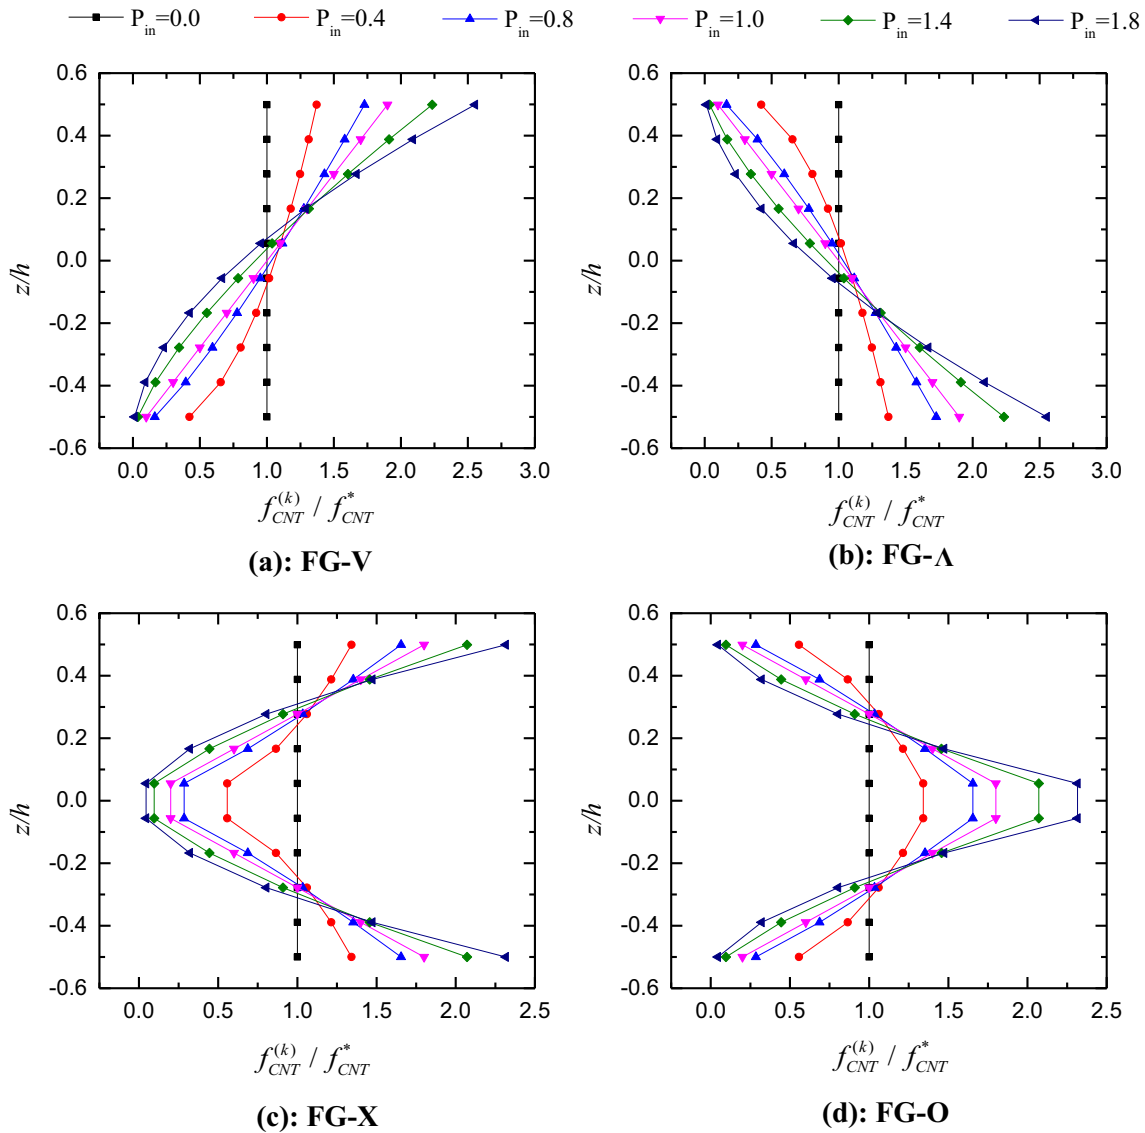 P_in=0.0 P_in=0.4 P_in=0.8 P_in=1.0 P_in=1.4 P_in=1.8
0.6 0.6
0.4 0.4
0.2 0.2
0.0 0.0
-0.2 -0.2
-0.4 -0.4
-0.6 -0.6
z/h z/h
0.0 0.5 1.0 1.5 2.0 2.5 3.0 0.0 0.5 1.0 1.5 2.0 2.5 3.0
f_CNT^(k) / f_CNT^* f_CNT^(k) / f_CNT^*
(a): FG-V (b): FG-Λ
0.6 0.6
0.4 0.4
0.2 0.2
0.0 0.0
-0.2 -0.2
-0.4 -0.4
-0.6 -0.6
z/h z/h
0.0 0.5 1.0 1.5 2.0 2.5 0.0 0.5 1.0 1.5 2.0 2.5
f_CNT^(k) / f_CNT^* f_CNT^(k) / f_CNT^*
(c): FG-X (d): FG-O